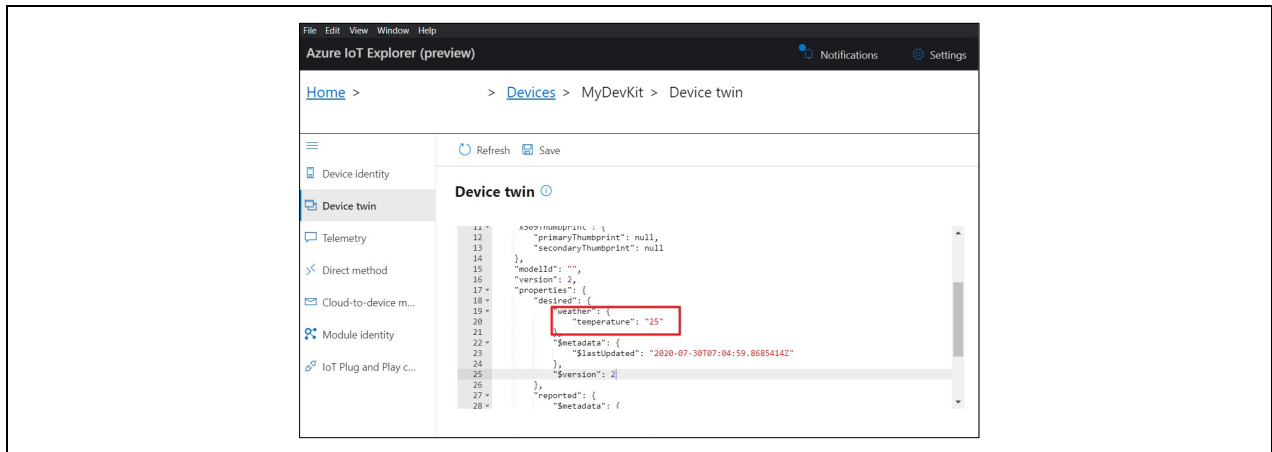 File Edit View Window Help
Azure IoT Explorer (preview)
Notifications
Settings
Home > > Devices > MyDevKit > Device twin
Refresh Save
Device identity
Device twin
Telemetry
Direct method
Cloud-to-device m...
Module identity
IoT Plug and Play c...
Device twin
11 "x509Thumbprint": {
12 "primaryThumbprint": null,
13 "secondaryThumbprint": null
14 },
15 "modelId": "",
16 "version": 2,
17 "properties": {
18 "desired": {
19 "weather": {
20 "temperature": "25"
21 },
22 "$metadata": {
23 "$lastUpdated": "2020-07-30T07:04:59.8685414Z"
24 },
25 "$version": 2
26 },
27 "reported": {
28 "$metadata": {